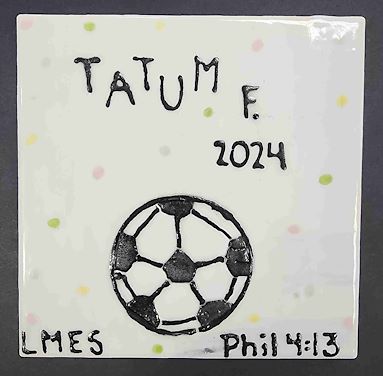 TATUM F.
2024
LMES Phil 4:13